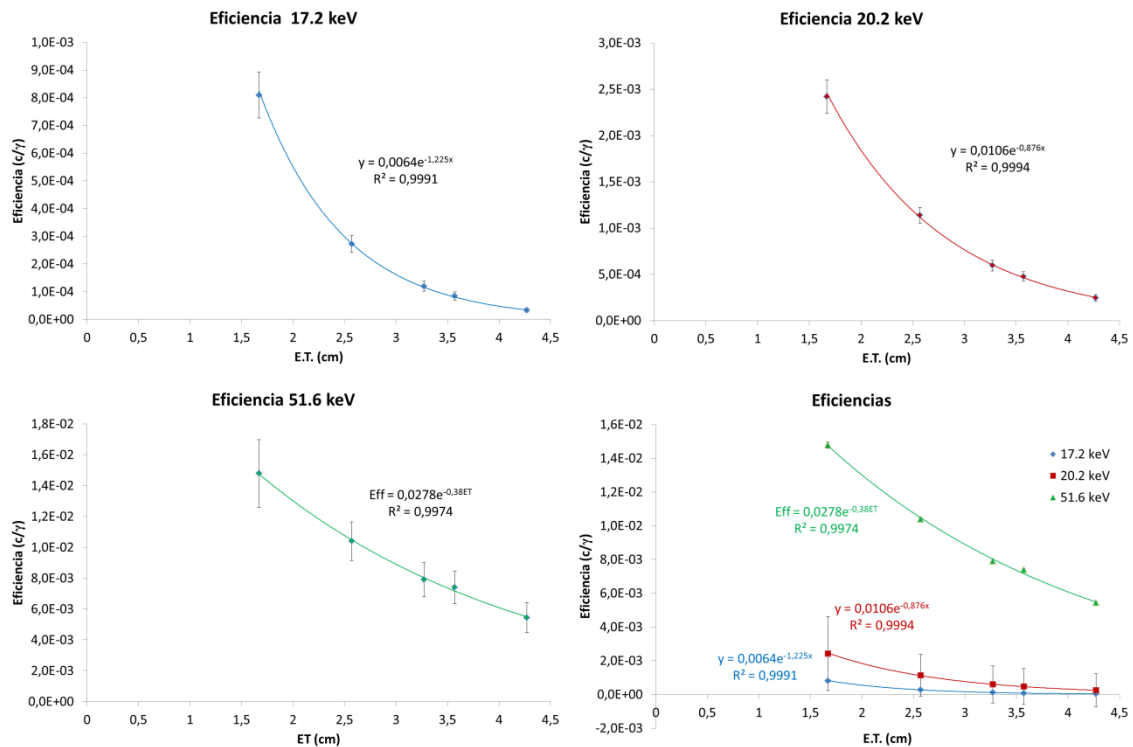 Eficiencia 17.2 keV
Eficiencia (c/γ)
1,0E-03
9,0E-04
8,0E-04
7,0E-04
6,0E-04
5,0E-04
4,0E-04
3,0E-04
2,0E-04
1,0E-04
0,0E+00
y = 0,0064e^-1,225x
R² = 0,9991
0 0,5 1 1,5 2 2,5 3 3,5 4 4,5
E.T. (cm)
Eficiencia 20.2 keV
Eficiencia (c/γ)
3,0E-03
2,5E-03
2,0E-03
1,5E-03
1,0E-03
5,0E-04
0,0E+00
y = 0,0106e^-0,876x
R² = 0,9994
0 0,5 1 1,5 2 2,5 3 3,5 4 4,5
E.T. (cm)
Eficiencia 51.6 keV
Eficiencia (c/γ)
1,8E-02
1,6E-02
1,4E-02
1,2E-02
1,0E-02
8,0E-03
6,0E-03
4,0E-03
2,0E-03
0,0E+00
Eff = 0,0278e^-0,38ET
R² = 0,9974
0 0,5 1 1,5 2 2,5 3 3,5 4 4,5
ET (cm)
Eficiencias
Eficiencia (c/γ)
1,6E-02
1,4E-02
1,2E-02
1,0E-02
8,0E-03
6,0E-03
4,0E-03
2,0E-03
0,0E+00
-2,0E-03
17.2 keV
20.2 keV
51.6 keV
Eff = 0,0278e^-0,38ET
R² = 0,9974
y = 0,0106e^-0,876x
R² = 0,9994
y = 0,0064e^-1,225x
R² = 0,9991
0 0,5 1 1,5 2 2,5 3 3,5 4 4,5
E.T. (cm)